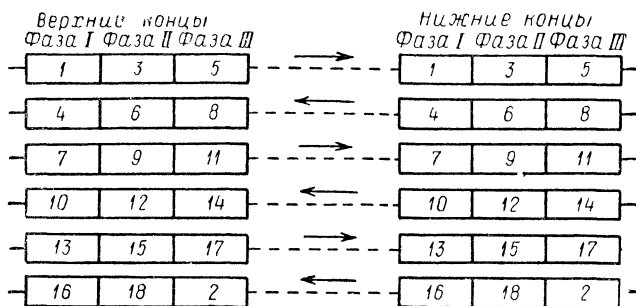 Верхние концы Нижние концы
Фаза I Фаза II Фаза III Фаза I Фаза II Фаза III
1 3 5 1 3 5
4 6 8 4 6 8
7 9 11 7 9 11
10 12 14 10 12 14
13 15 17 13 15 17
16 18 2 16 18 2